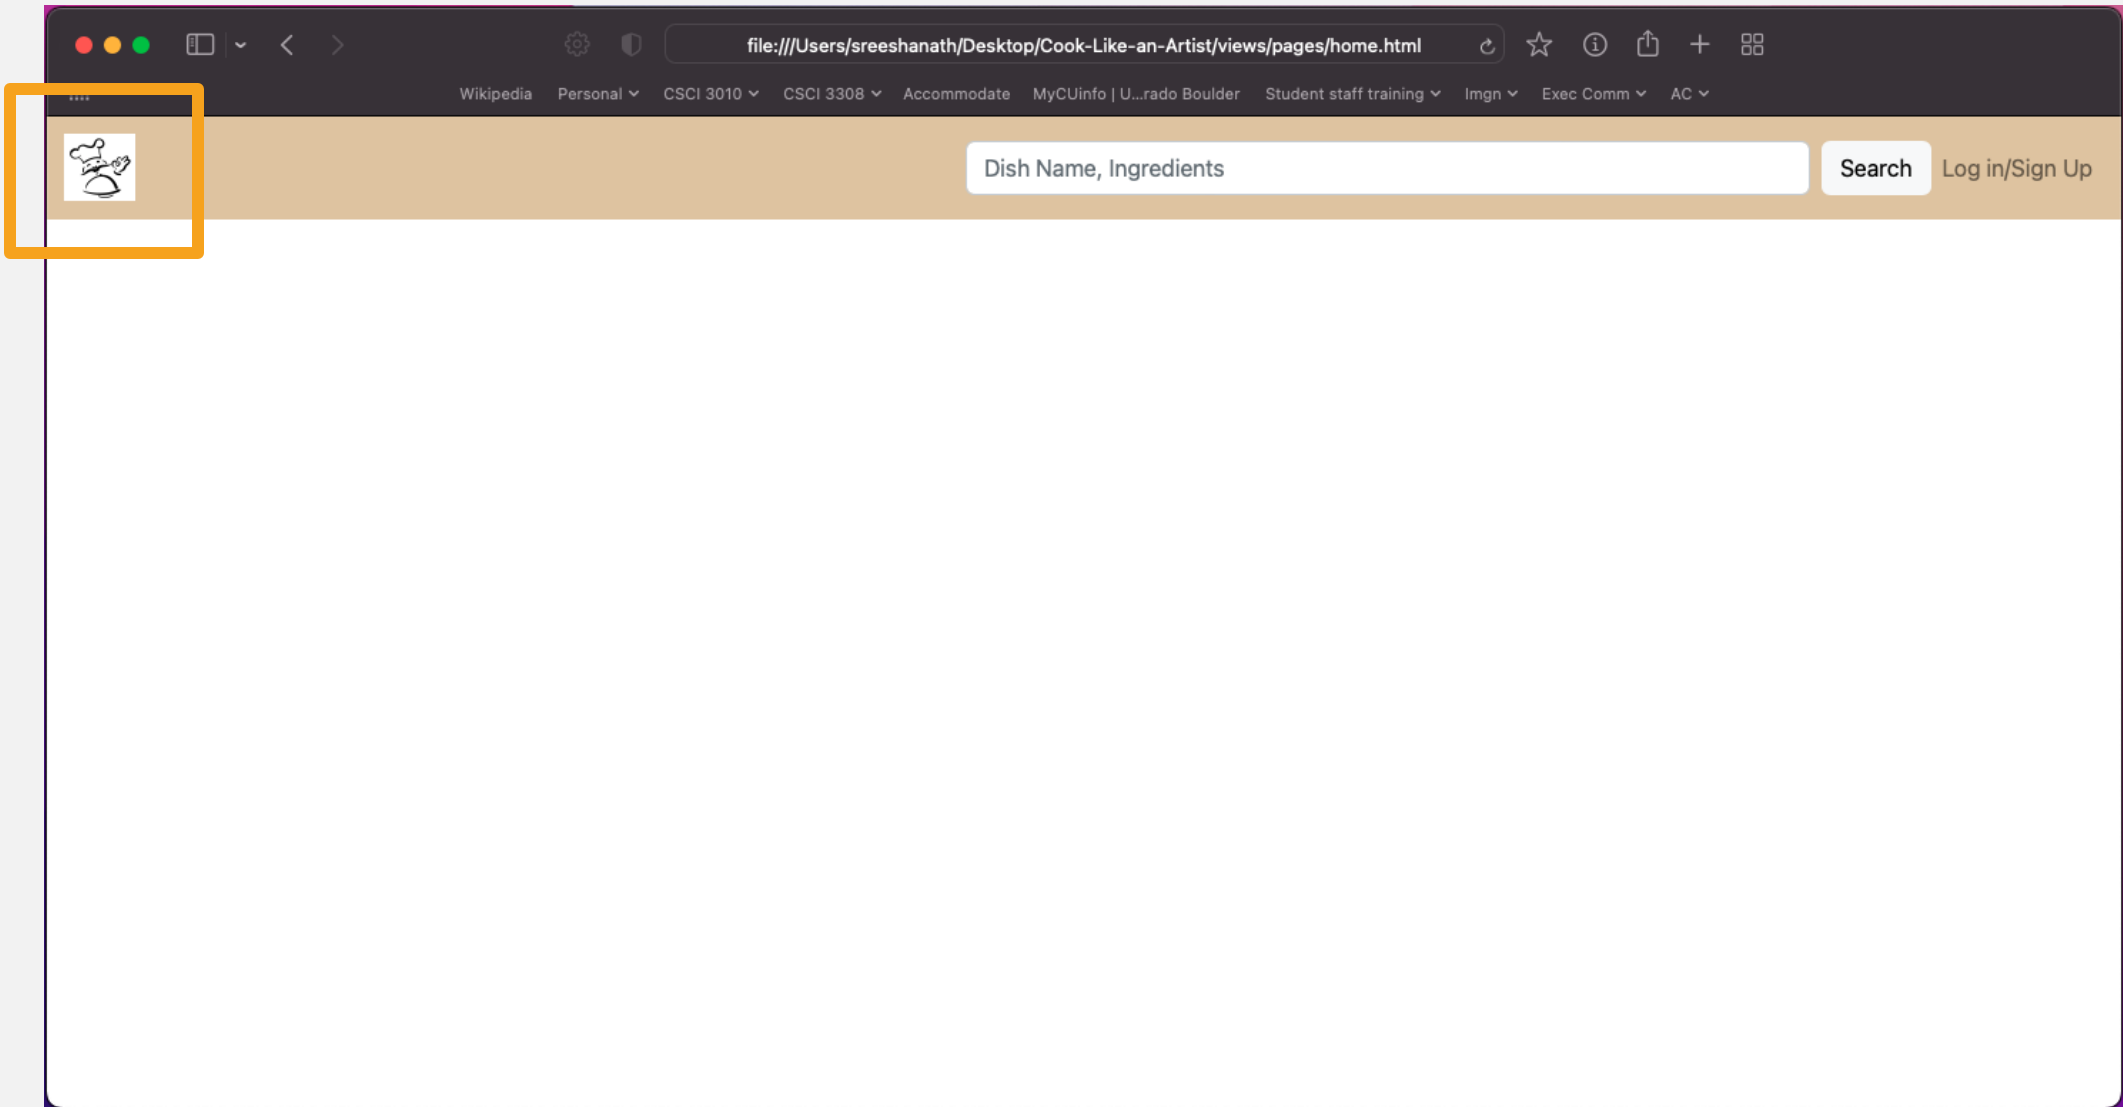 file:///Users/sreeshanath/Desktop/Cook-Like-an-Artist/views/pages/home.html
Wikipedia Personal CSCI 3010 CSCI 3308 Accommodate MyCUinfo | U...rado Boulder Student staff training Imgn Exec Comm AC
Dish Name, Ingredients Search Log in/Sign Up